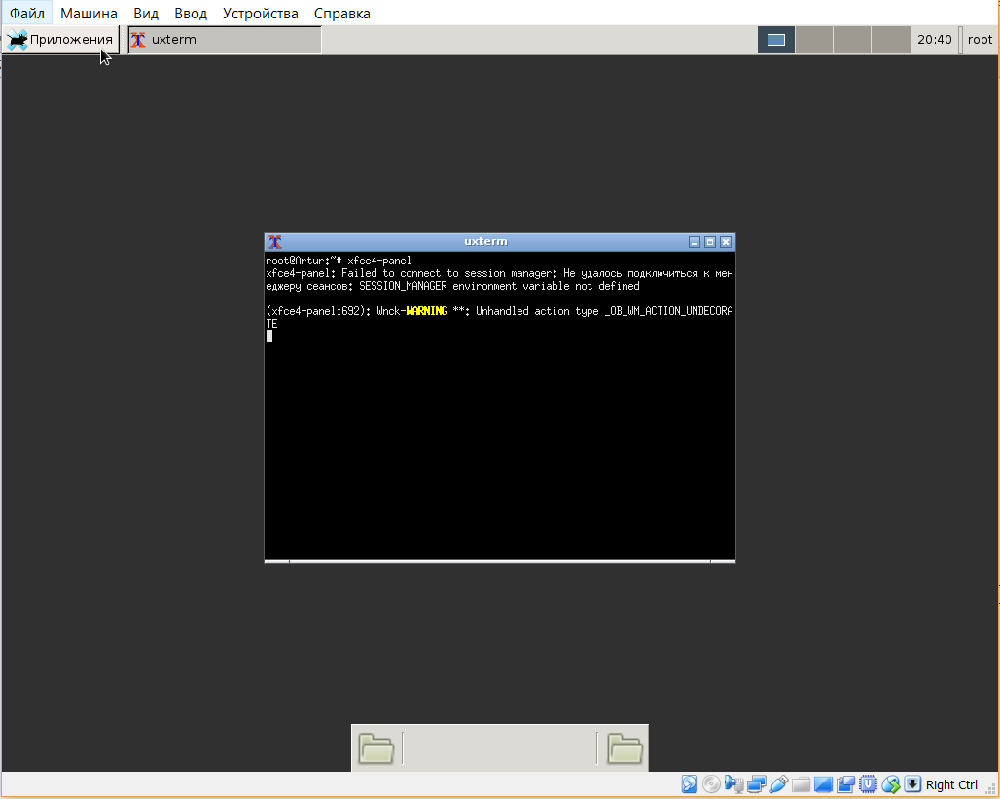 Файл Машина Вид Ввод Устройства Справка
Приложения uxterm 20:40 root
uxterm
root@Artur:~# xfce4-panel
xfce4-panel: Failed to connect to session manager: Не удалось подключиться к мен
еджеру сеансов: SESSION_MANAGER environment variable not defined
(xfce4-panel:692): Wnck-WARNING **: Unhandled action type _OB_WM_ACTION_UNDECORA
TE
Right Ctrl